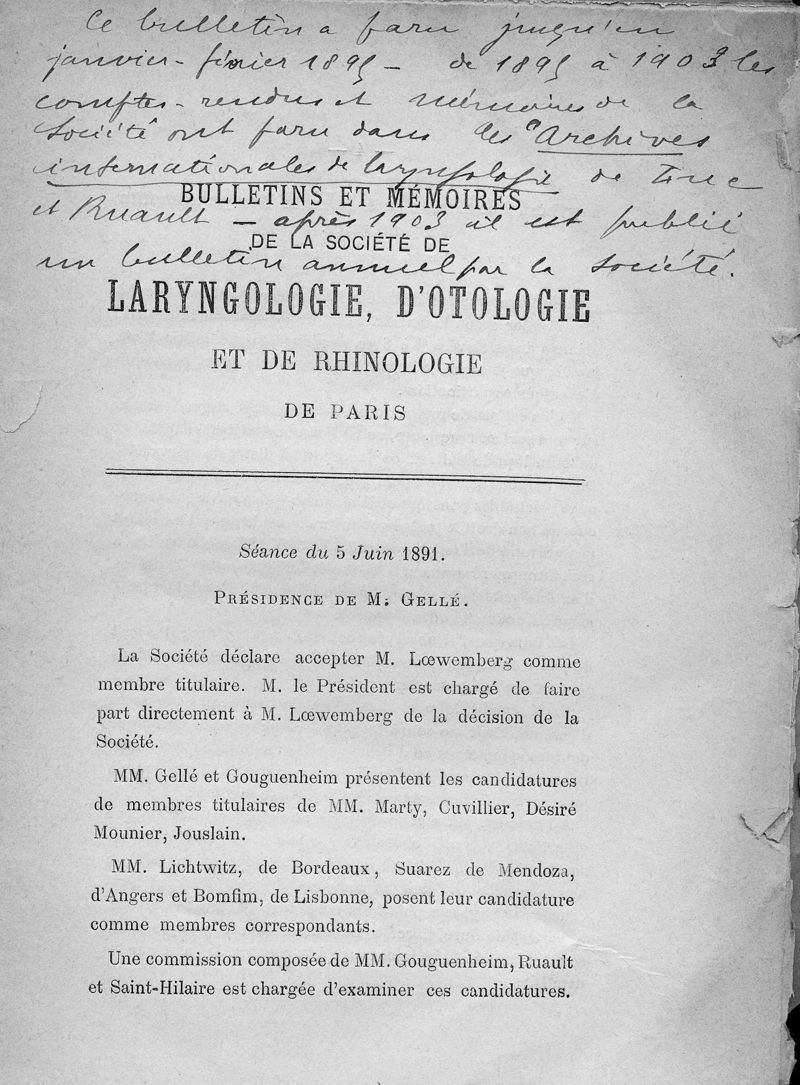 Ce bulletin a paru jusqu'en
janvier-février 1895 - de 1895 à 1903 les
comptes-rendus et mémoires de la
Société ont paru dans les "Archives
internationales de laryngologie de
et Ruault - après 1903 il est publié
un bulletin annuel par la société.
BULLETINS ET MÉMOIRES
DE LA SOCIÉTÉ DE
LARYNGOLOGIE, D'OTOLOGIE
ET DE RHINOLOGIE
DE PARIS
Séance du 5 Juin 1891.
PRÉSIDENCE DE M. GELLÉ.
La Société déclare accepter M. Lœwemberg comme
membre titulaire. M. le Président est chargé de faire
part directement à M. Lœwemberg de la décision de la
Société.
MM. Gellé et Gouguenheim présentent les candidatures
de membres titulaires de MM. Marty, Cuvillier, Désiré
Mounier, Jouslain.
MM. Lichtwitz, de Bordeaux, Suarez de Mendoza,
d'Angers et Bomfim, de Lisbonne, posent leur candidature
comme membres correspondants.
Une commission composée de MM. Gouguenheim, Ruault
et Saint-Hilaire est chargée d'examiner ces candidatures.